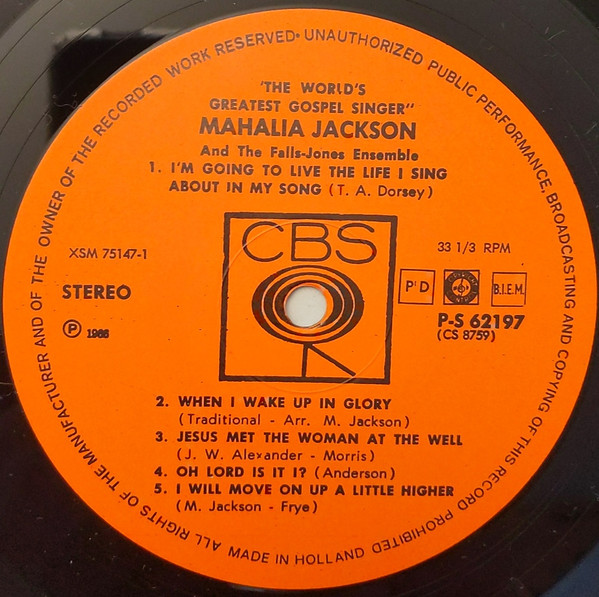 ALL RIGHTS OF THE MANUFACTURER AND OF THE OWNER OF THE RECORDED WORK RESERVED• UNAUTHORIZED PUBLIC PERFORMANCE, BROADCASTING AND COPYING OF THIS RECORD PROHIBITED
'THE WORLD'S
GREATEST GOSPEL SINGER"
MAHALIA JACKSON
And The Falls-Jones Ensemble
1. I'M GOING TO LIVE THE LIFE I SING
ABOUT IN MY SONG (T. A. Dorsey)
CBS
XSM 75147-1
STEREO
℗ 1966
33 1/3 RPM
P'D
B.I.E.M.
P-S 62197
(CS 8759)
2. WHEN I WAKE UP IN GLORY
(Traditional - Arr. M. Jackson)
3. JESUS MET THE WOMAN AT THE WELL
(J. W. Alexander - Morris)
4. OH LORD IS IT I? (Anderson)
5. I WILL MOVE ON UP A LITTLE HIGHER
(M. Jackson - Frye)
MADE IN HOLLAND